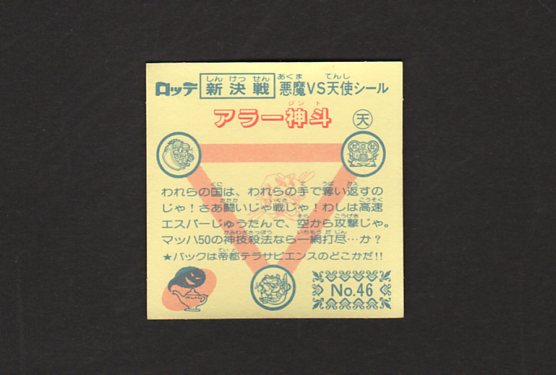 ロッテ 新決戦 悪魔VS天使シール
アラー神斗 天
われらの国は、われらの手で奪い返すの
じゃ！さあ闘いじゃ戦じゃ！わしは高速
エスパーじゅうたんで、空から攻撃じゃ。
マッハ50の神技殺法なら一網打尽…か？
★バックは帝都テラサピエンスのどこかだ!!
No.46